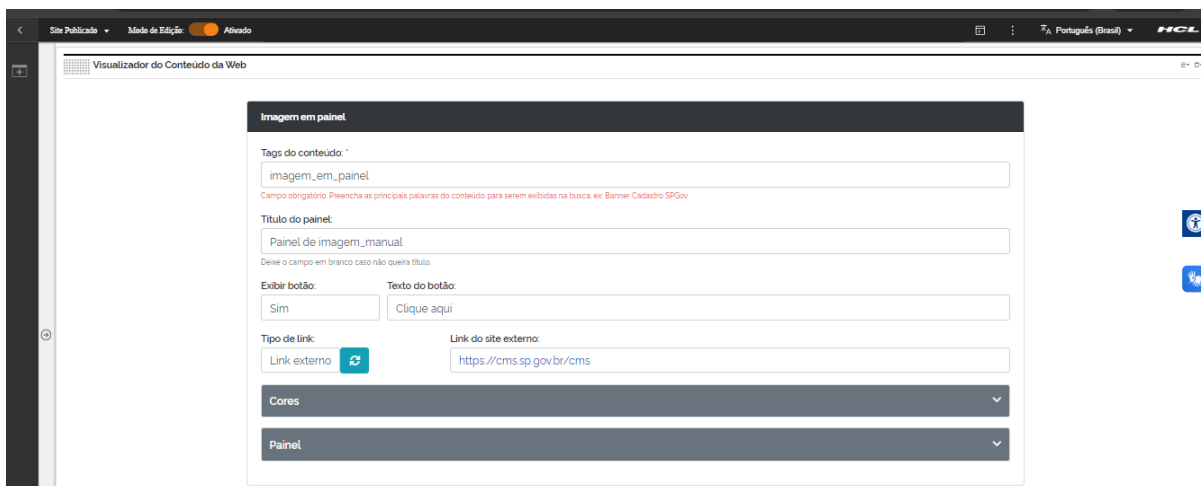 Site Publicado Modo de Edição: Ativado Português (Brasil) HCL
Visualizador do Conteúdo da Web
Imagem em painel
Tags do conteúdo: *
imagem_em_painel
Campo obrigatório. Preencha as principais palavras do conteúdo para serem exibidas na busca, ex: Banner Cadastro SPGov
Título do painel:
Painel de imagem_manual
Deixe o campo em branco caso não queira título.
Exibir botão: Texto do botão:
Sim Clique aqui
Tipo de link: Link do site externo:
Link externo https://cms.sp.gov.br/cms
Cores
Painel